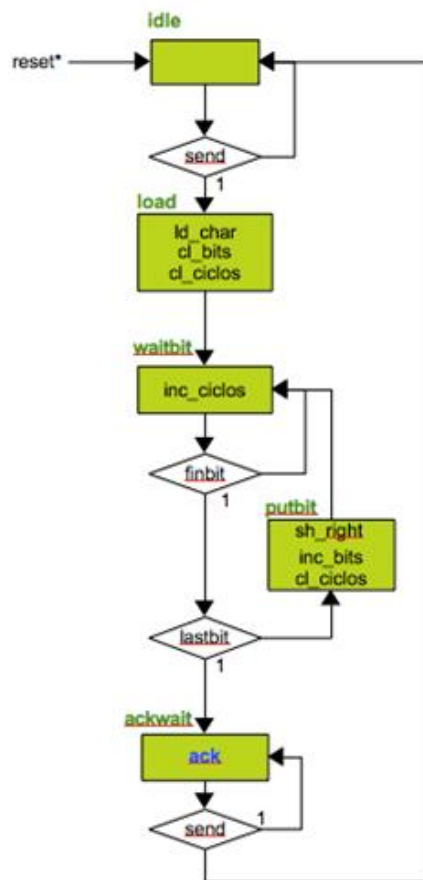 idle
reset*
send
1
load
ld_char
cl_bits
cl_ciclos
waitbit
inc_ciclos
finbit
1
putbit
sh_right
inc_bits
cl_ciclos
lastbit
1
ackwait
ack
1
send